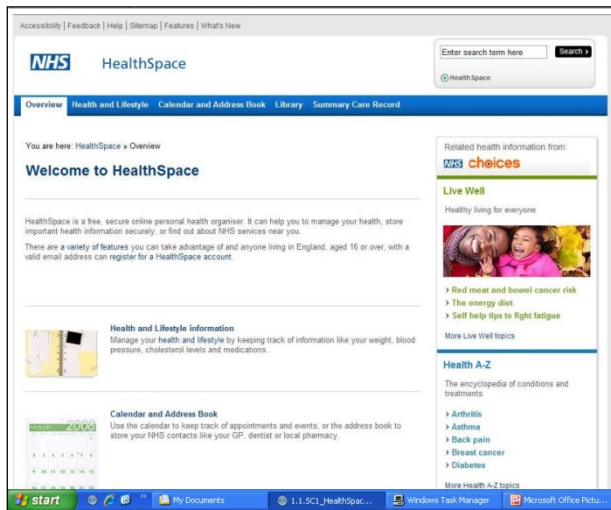 Accessibility | Feedback | Help | Sitemap | Features | What's New
NHS HealthSpace
Enter search term here Search
HealthSpace
Overview Health and Lifestyle Calendar and Address Book Library Summary Care Record
You are here: HealthSpace » Overview
Welcome to HealthSpace
HealthSpace is a free, secure online personal health organiser. It can help you to manage your health, store
important health information securely, or find out about NHS services near you.
There are a variety of features you can take advantage of and anyone living in England, aged 16 or over, with a
valid email address can register for a HealthSpace account.
Health and Lifestyle information
Manage your health and lifestyle by keeping track of information like your weight, blood
pressure, cholesterol levels and medications.
March 2008
Calendar and Address Book
Use the calendar to keep track of appointments and events, or the address book to
store your NHS contacts like your GP, dentist or local pharmacy.
Related health information from:
NHS choices
Live Well
Healthy living for everyone
Red meat and bowel cancer risk
The energy diet
Self help tips to fight fatigue
More Live Well topics
Health A-Z
The encyclopedia of conditions and
treatments
Arthritis
Asthma
Back pain
Breast cancer
Diabetes
More Health A-Z topics
start My Documents 1.1.5C1_HealthSpac... Windows Task Manager Microsoft Office Pictu...